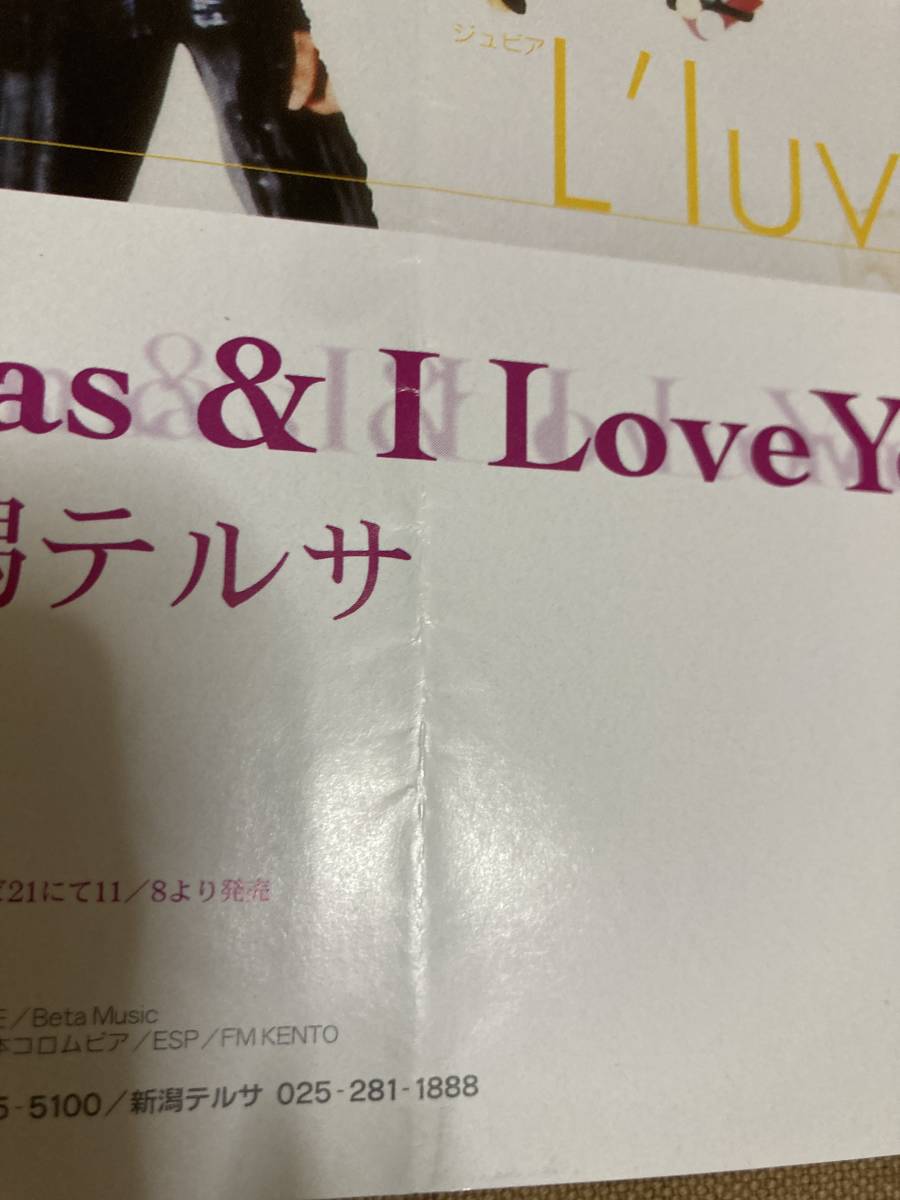 ジュピア
L'luv
as & I LoveYo
潟テルサ
21にて11／8より発売
／Beta Music
本コロムビア／ESP／FM KENTO
5-5100／新潟テルサ 025-281-1888